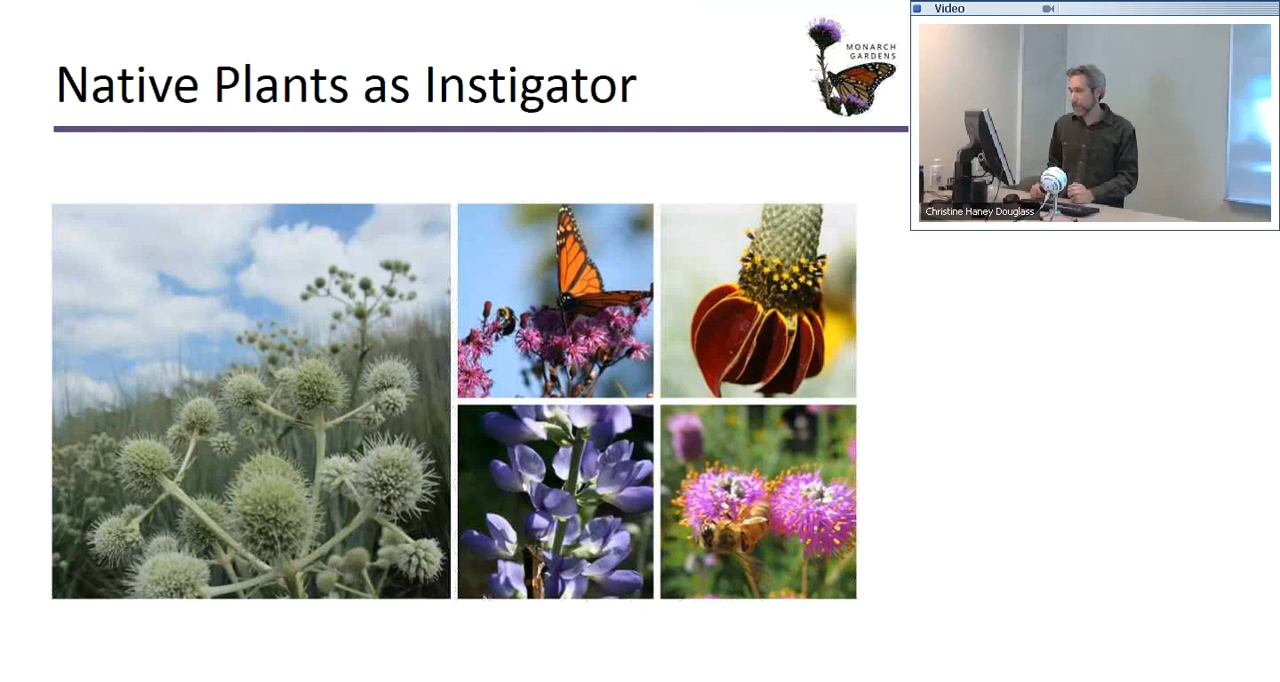 Native Plants as Instigator
MONARCH
GARDENS
Video
Christine Haney Douglass